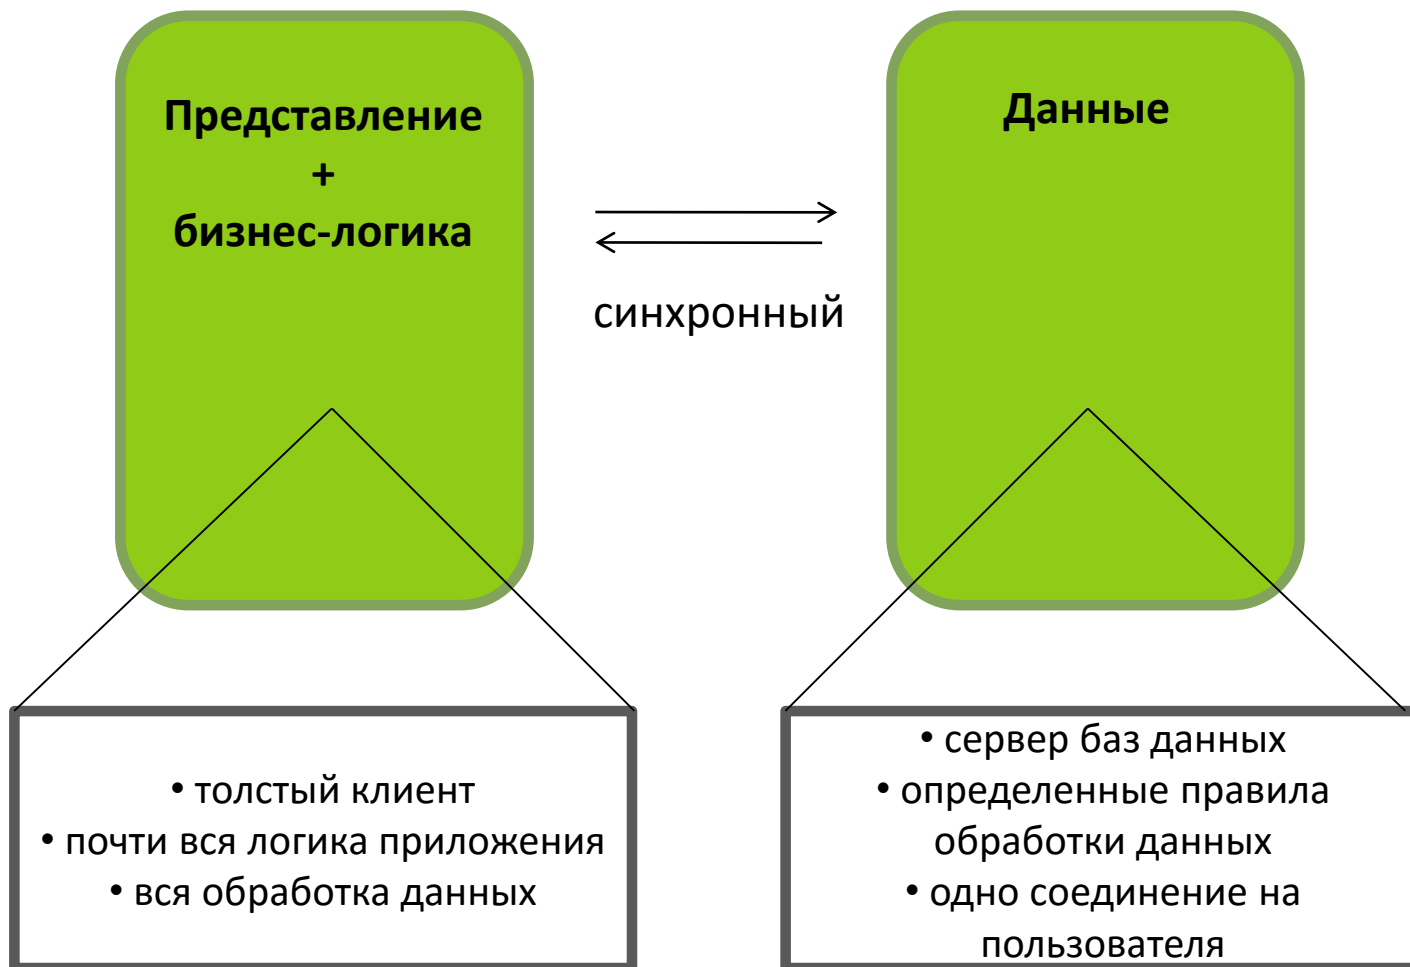 Представление
+
бизнес-логика
Данные
синхронный
• толстый клиент
• почти вся логика приложения
• вся обработка данных
• сервер баз данных
• определенные правила
обработки данных
• одно соединение на
пользователя